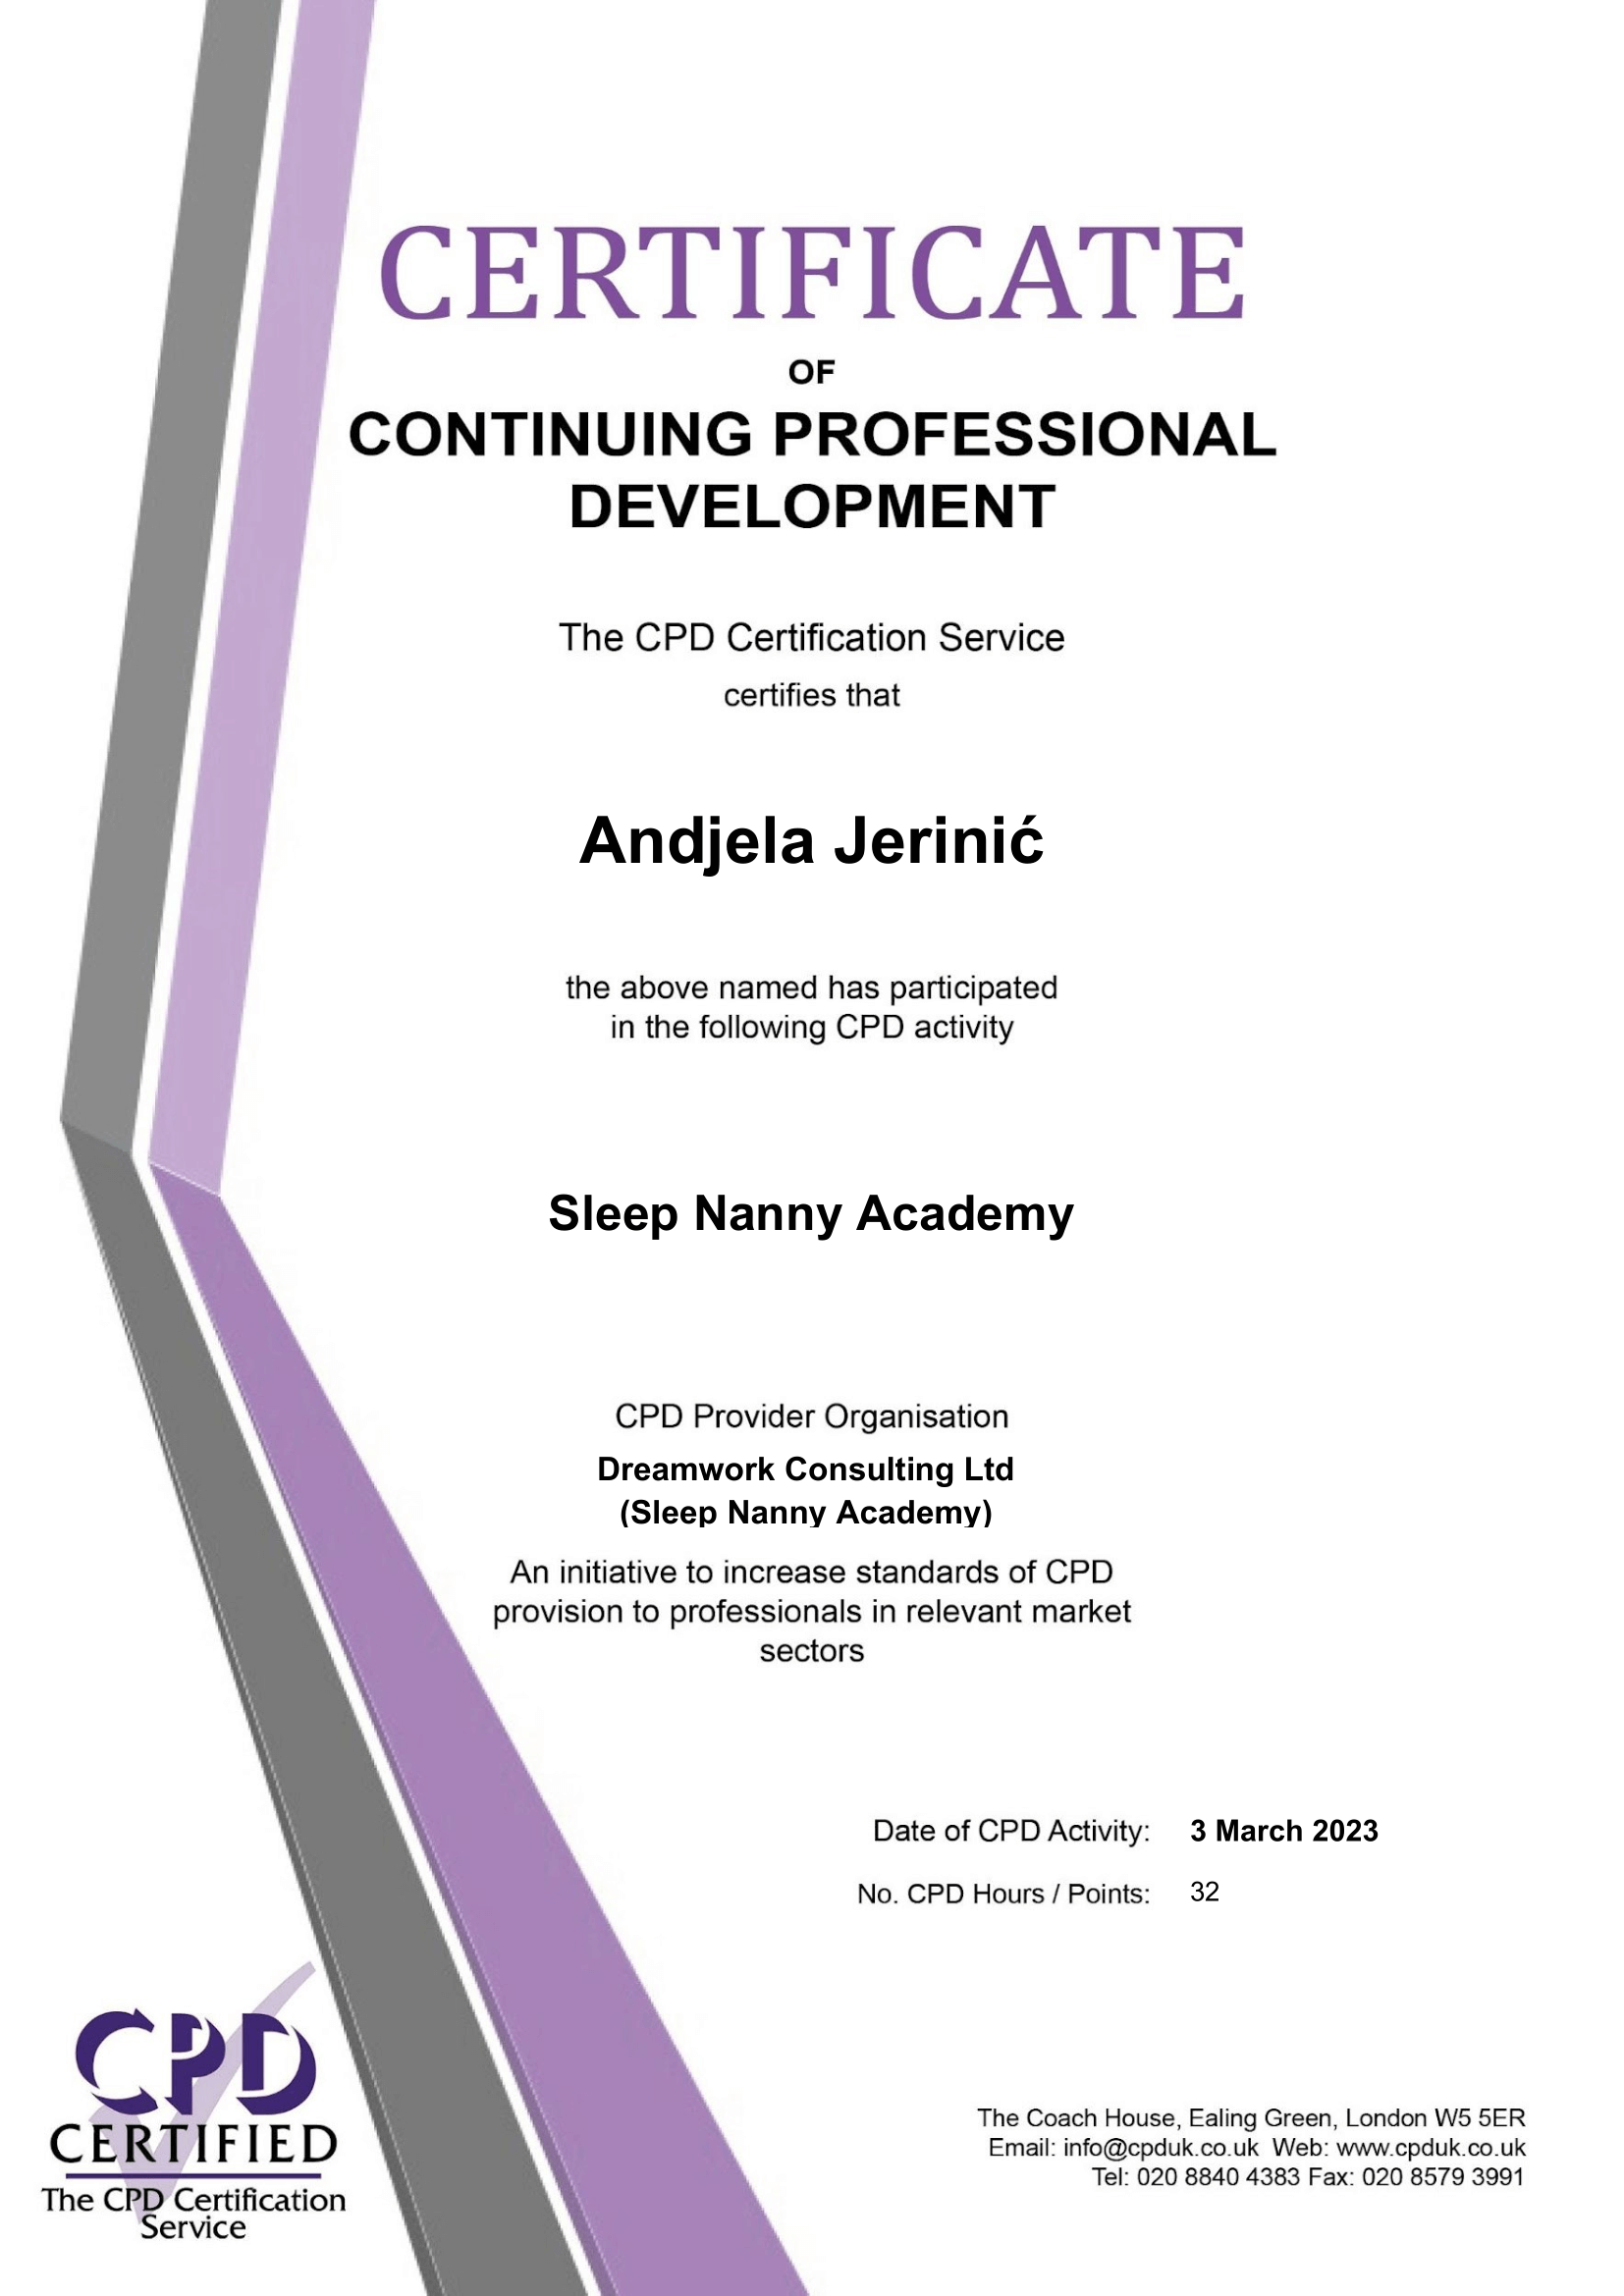 CERTIFICATE
OF
CONTINUING PROFESSIONAL
DEVELOPMENT
The CPD Certification Service
certifies that
Andjela Jerinić
the above named has participated
in the following CPD activity
Sleep Nanny Academy
CPD Provider Organisation
Dreamwork Consulting Ltd
(Sleep Nanny Academy)
An initiative to increase standards of CPD
provision to professionals in relevant market
sectors
Date of CPD Activity: 3 March 2023
No. CPD Hours / Points: 32
CPD
CERTIFIED
The CPD Certification
Service
The Coach House, Ealing Green, London W5 5ER
Email: info@cpduk.co.uk Web: www.cpduk.co.uk
Tel: 020 8840 4383 Fax: 020 8579 3991